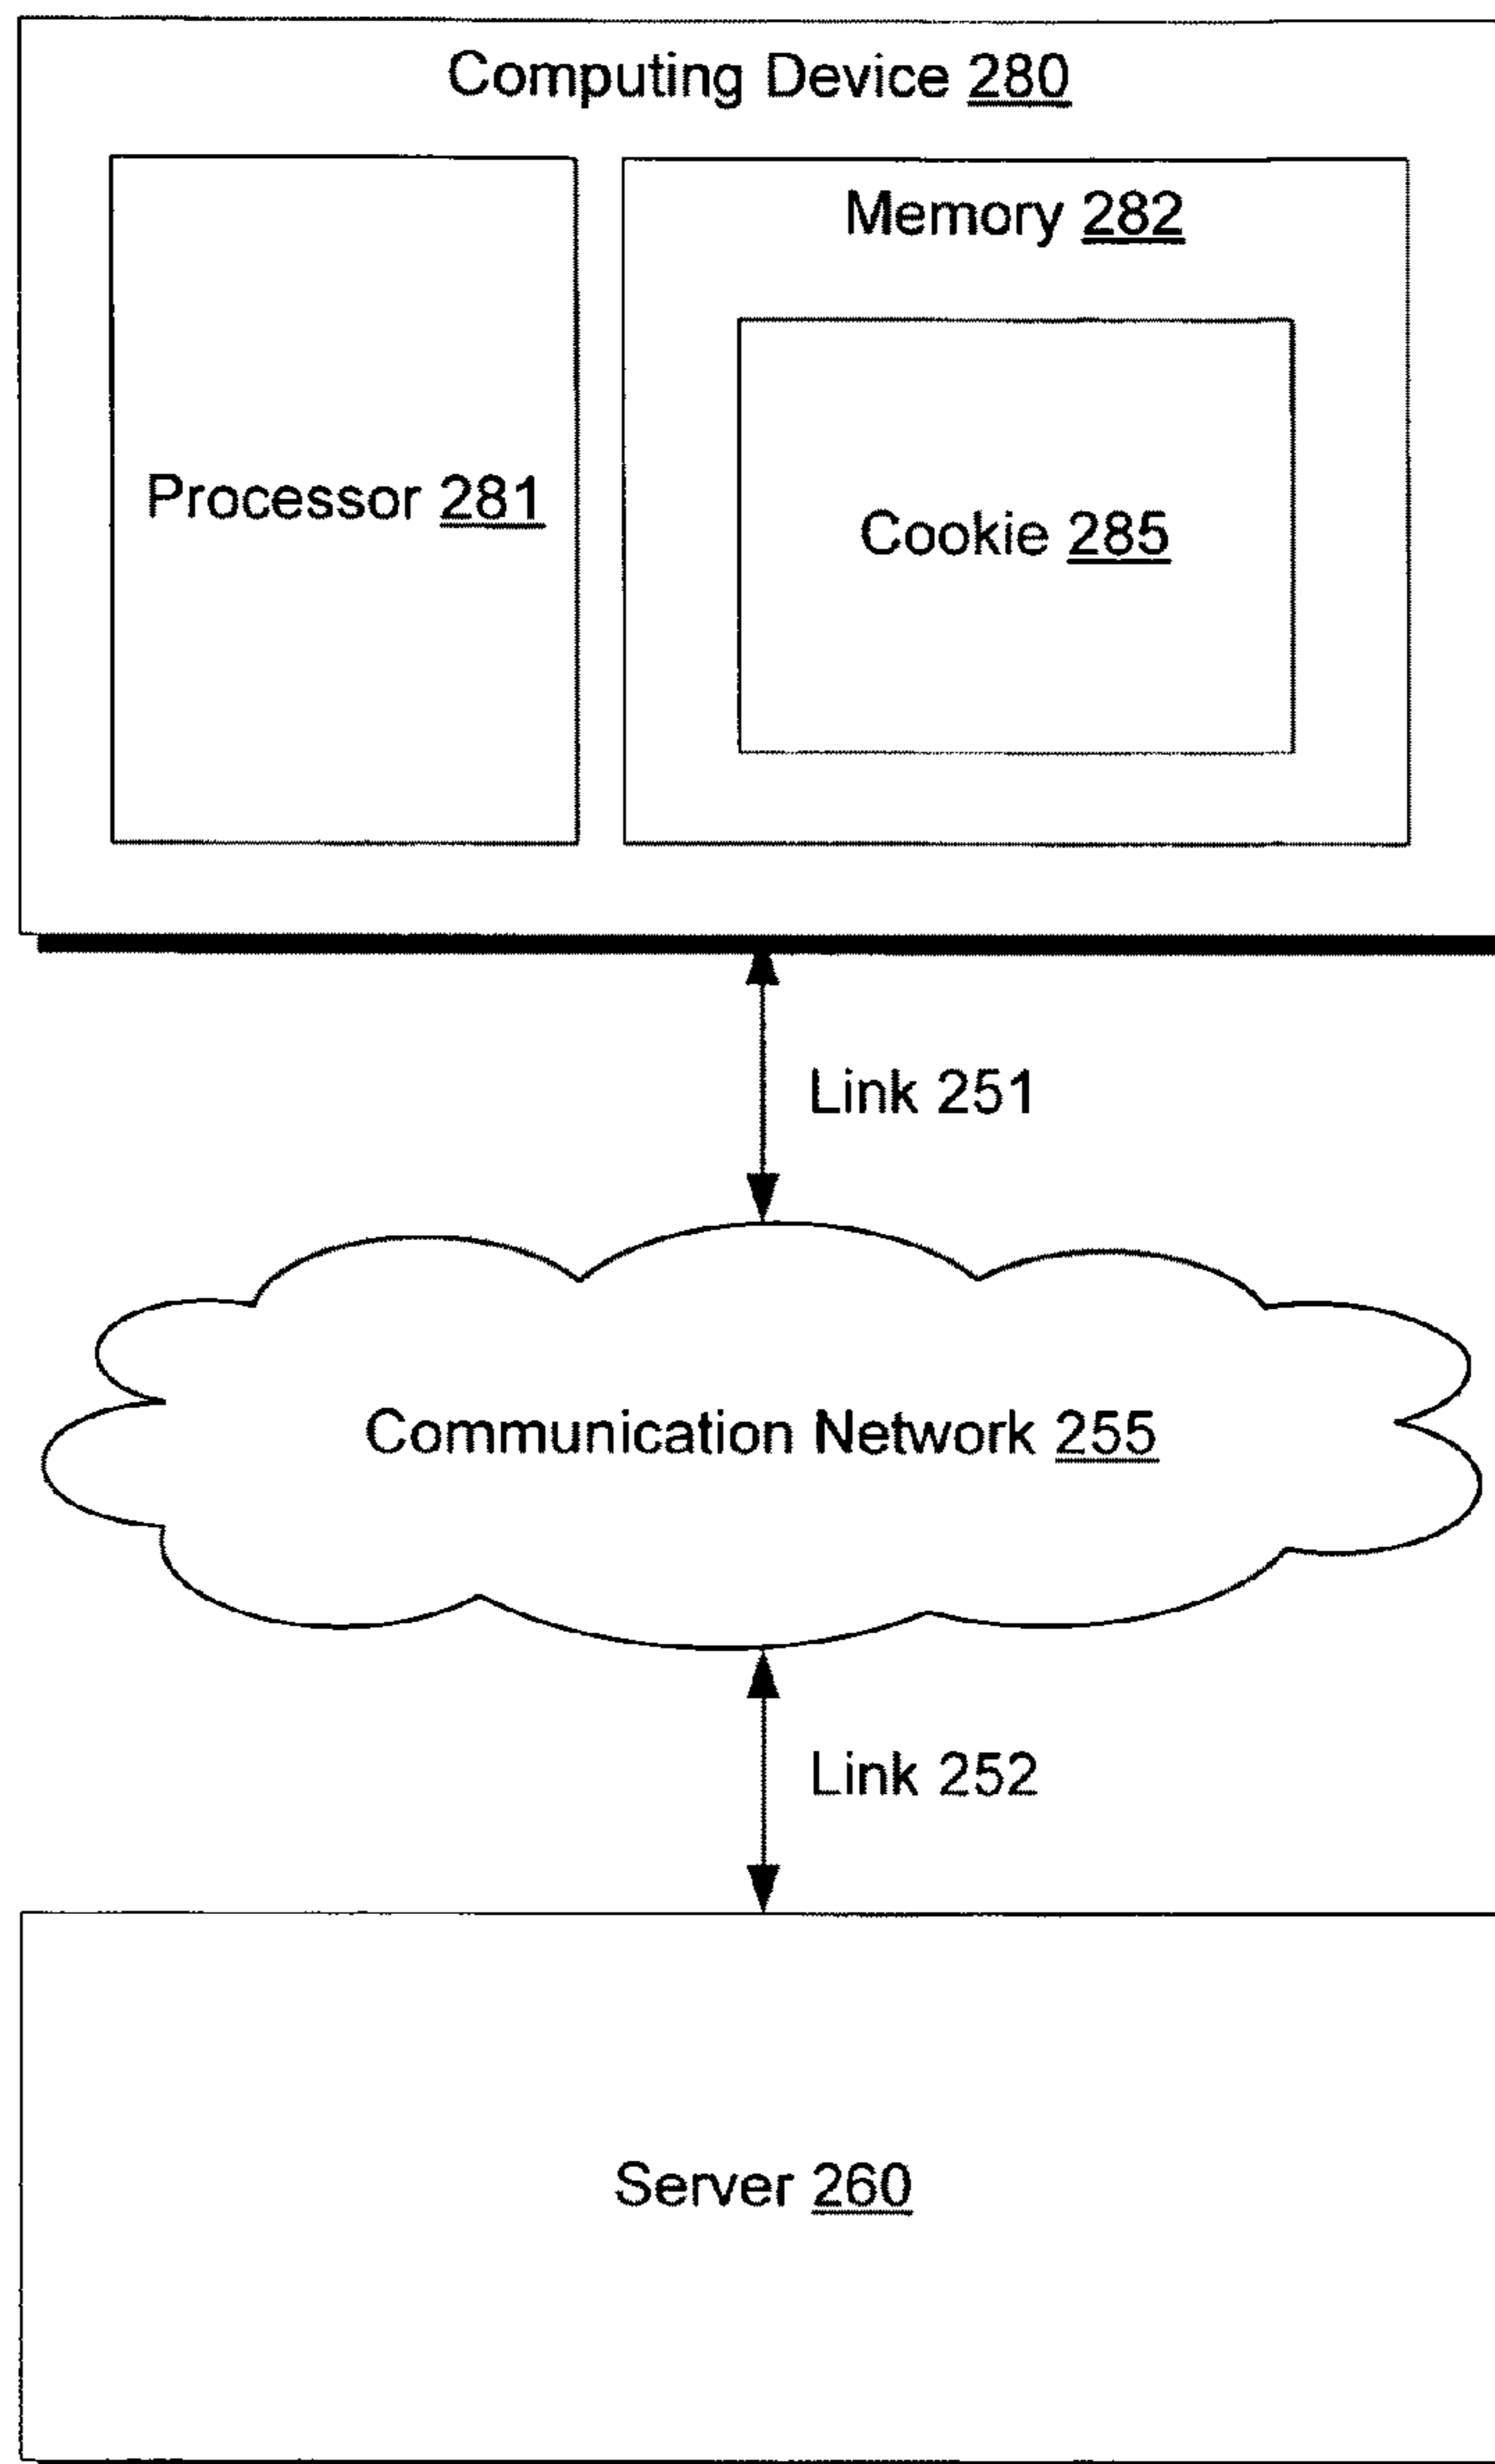 Computing Device 280
Processor 281
Memory 282
Cookie 285
Link 251
Communication Network 255
Link 252
Server 260